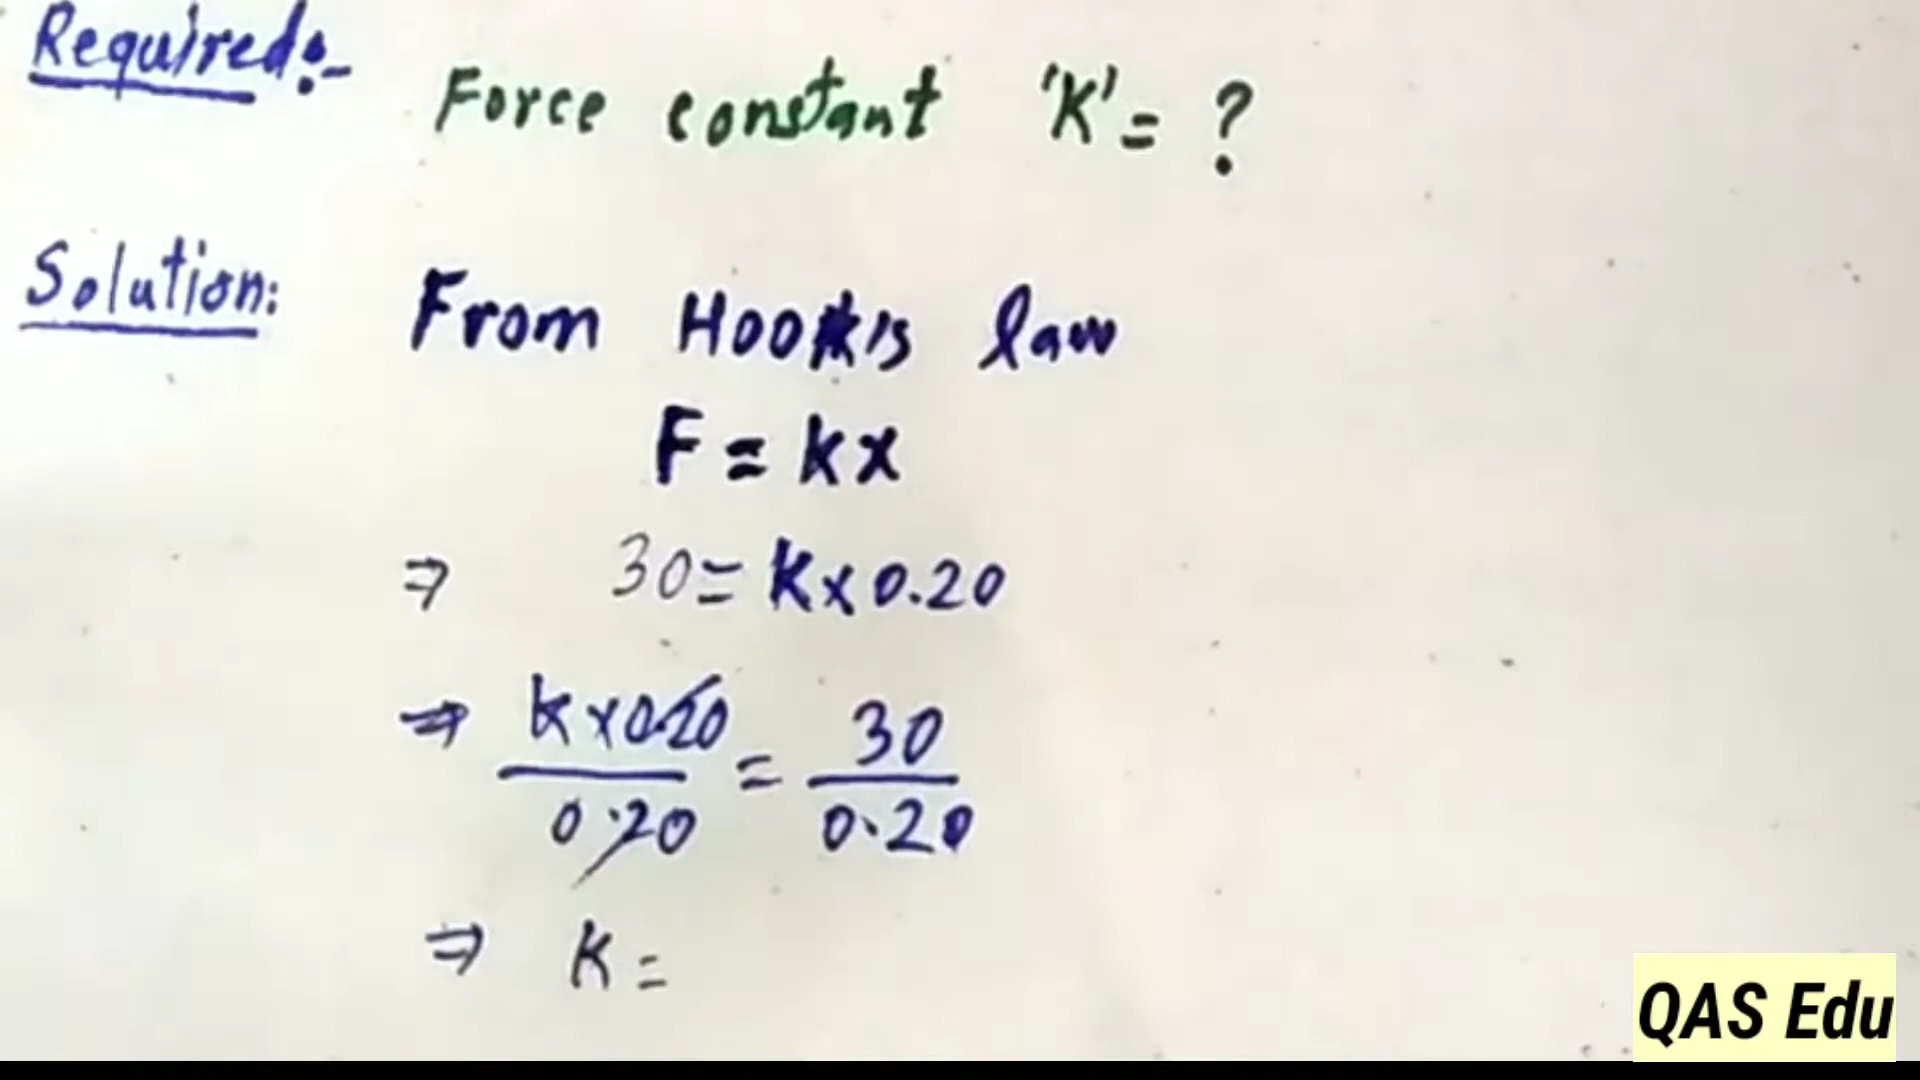 Required:-
Force constant 'K' = ?
Solution: From Hook's law
F = kx
⇒ 30 = K x 0.20
⇒ k x 0.20 / 0.20 = 30 / 0.20
⇒ K =
QAS Edu